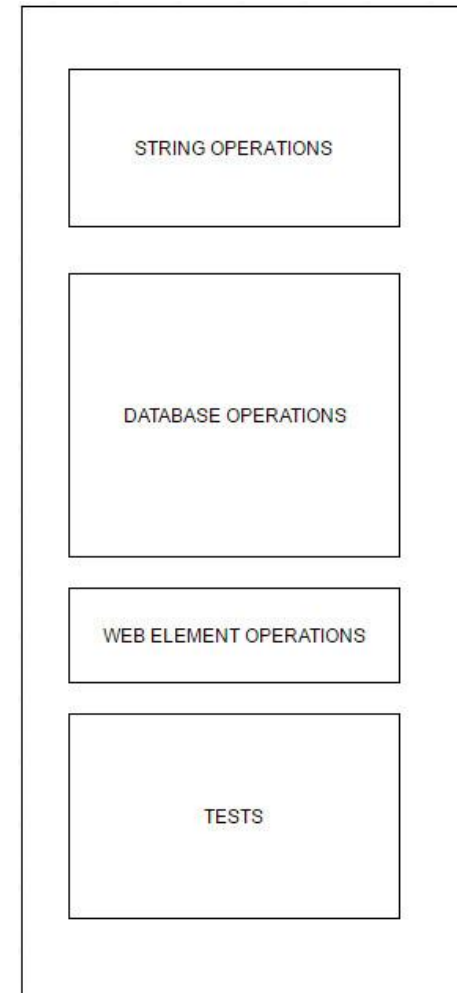 STRING OPERATIONS
DATABASE OPERATIONS
WEB ELEMENT OPERATIONS
TESTS